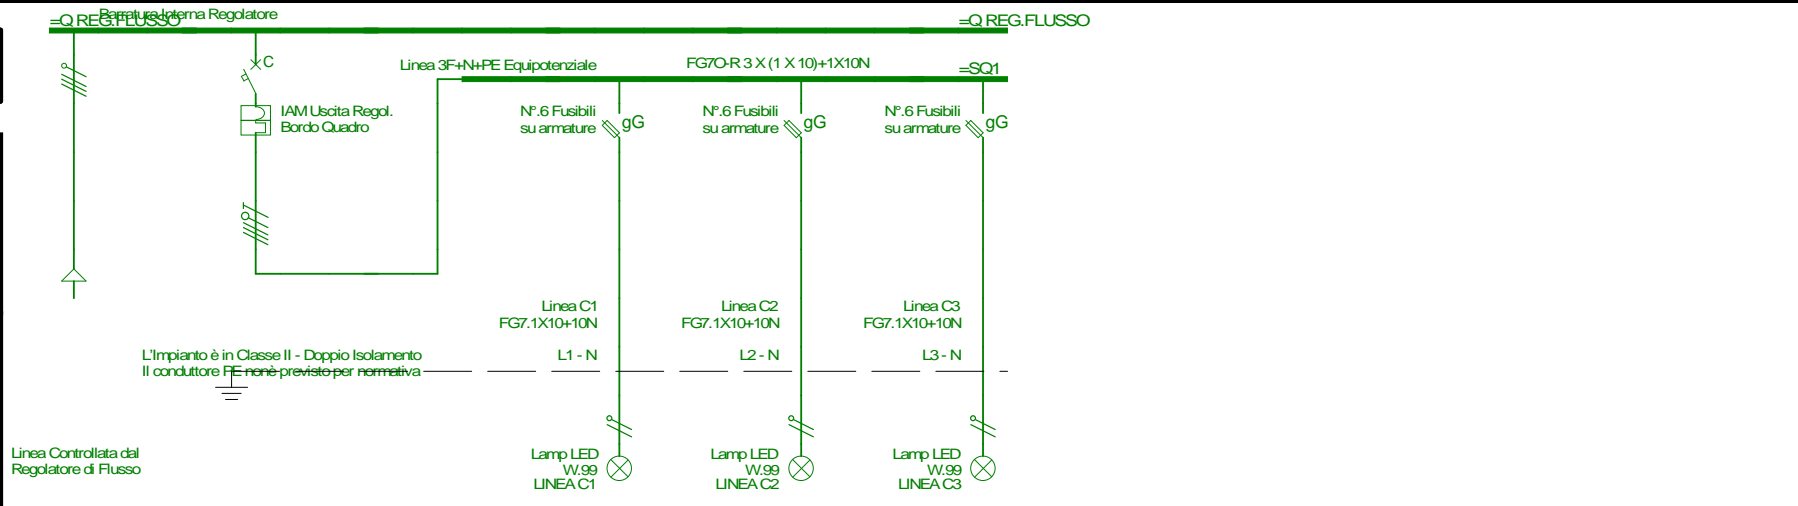 Barratura Interna Regolatore
=Q REG.FLUSSO
=Q REG.FLUSSO
C
Linea 3F+N+PE Equipotenziale
FG7O-R 3 X (1 X 10)+1X10N
=SQ1
IAM Uscita Regol.
Bordo Quadro
N°.6 Fusibili
su armature
gG
N°.6 Fusibili
su armature
gG
N°.6 Fusibili
su armature
gG
Linea C1
FG7.1X10+10N
L1 - N
Linea C2
FG7.1X10+10N
L2 - N
Linea C3
FG7.1X10+10N
L3 - N
L'Impianto è in Classe II - Doppio Isolamento
Il conduttore PE nonè previsto per normativa
Linea Controllata dal
Regolatore di Flusso
Lamp LED
W.99
LINEA C1
Lamp LED
W.99
LINEA C2
Lamp LED
W.99
LINEA C3